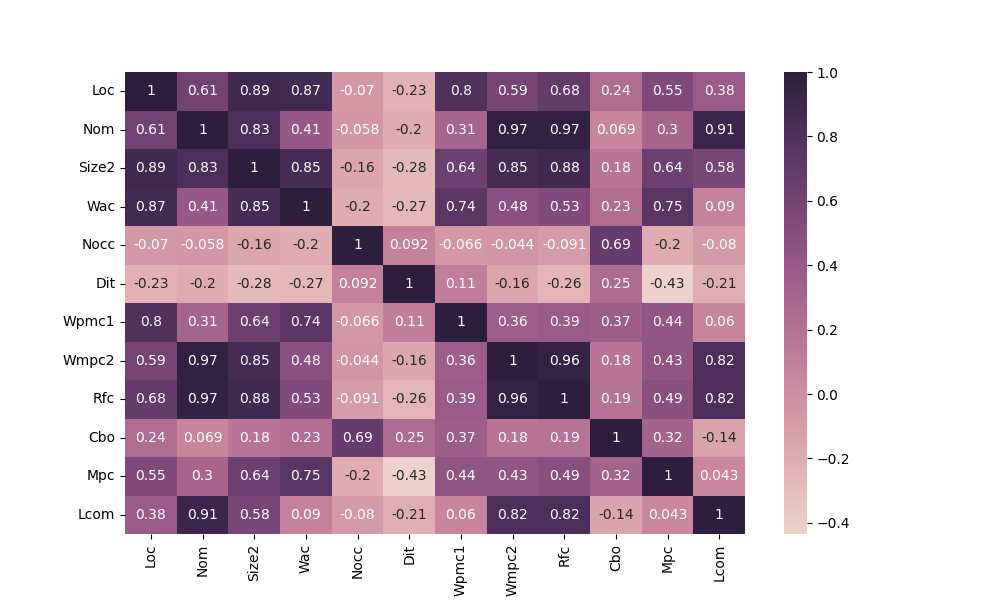 Loc 1 0.61 0.89 0.87 -0.07 -0.23 0.8 0.59 0.68 0.24 0.55 0.38
Nom 0.61 1 0.83 0.41 -0.058 -0.2 0.31 0.97 0.97 0.069 0.3 0.91
Size2 0.89 0.83 1 0.85 -0.16 -0.28 0.64 0.85 0.88 0.18 0.64 0.58
Wac 0.87 0.41 0.85 1 -0.2 -0.27 0.74 0.48 0.53 0.23 0.75 0.09
Nocc -0.07 -0.058 -0.16 -0.2 1 0.092 -0.066 -0.044 -0.091 0.69 -0.2 -0.08
Dit -0.23 -0.2 -0.28 -0.27 0.092 1 0.11 -0.16 -0.26 0.25 -0.43 -0.21
Wpmc1 0.8 0.31 0.64 0.74 -0.066 0.11 1 0.36 0.39 0.37 0.44 0.06
Wmpc2 0.59 0.97 0.85 0.48 -0.044 -0.16 0.36 1 0.96 0.18 0.43 0.82
Rfc 0.68 0.97 0.88 0.53 -0.091 -0.26 0.39 0.96 1 0.19 0.49 0.82
Cbo 0.24 0.069 0.18 0.23 0.69 0.25 0.37 0.18 0.19 1 0.32 -0.14
Mpc 0.55 0.3 0.64 0.75 -0.2 -0.43 0.44 0.43 0.49 0.32 1 0.043
Lcom 0.38 0.91 0.58 0.09 -0.08 -0.21 0.06 0.82 0.82 -0.14 0.043 1
Loc Nom Size2 Wac Nocc Dit Wpmc1 Wmpc2 Rfc Cbo Mpc Lcom
1.0
0.8
0.6
0.4
0.2
0.0
−0.2
−0.4